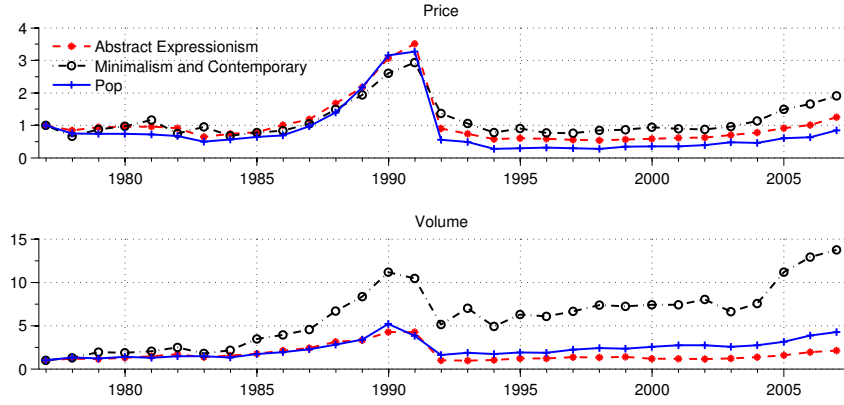 Price
4
3
2
1
0
Abstract Expressionism
Minimalism and Contemporary
Pop
1980 1985 1990 1995 2000 2005
Volume
15
10
5
0
1980 1985 1990 1995 2000 2005